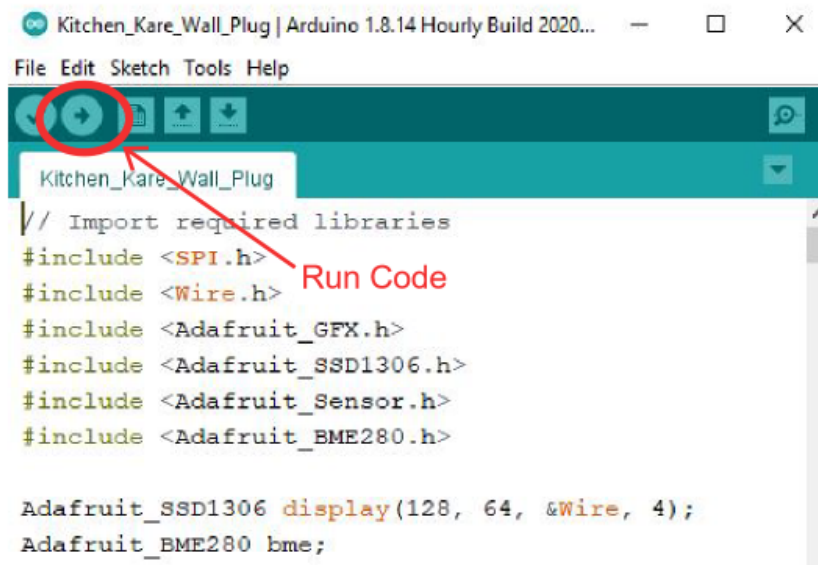 Kitchen_Kare_Wall_Plug | Arduino 1.8.14 Hourly Build 2020...
File Edit Sketch Tools Help
Kitchen_Kare_Wall_Plug
// Import required libraries
#include <SPI.h>
Run Code
#include <Wire.h>
#include <Adafruit_GFX.h>
#include <Adafruit_SSD1306.h>
#include <Adafruit_Sensor.h>
#include <Adafruit_BME280.h>
Adafruit_SSD1306 display(128, 64, &Wire, 4);
Adafruit_BME280 bme;